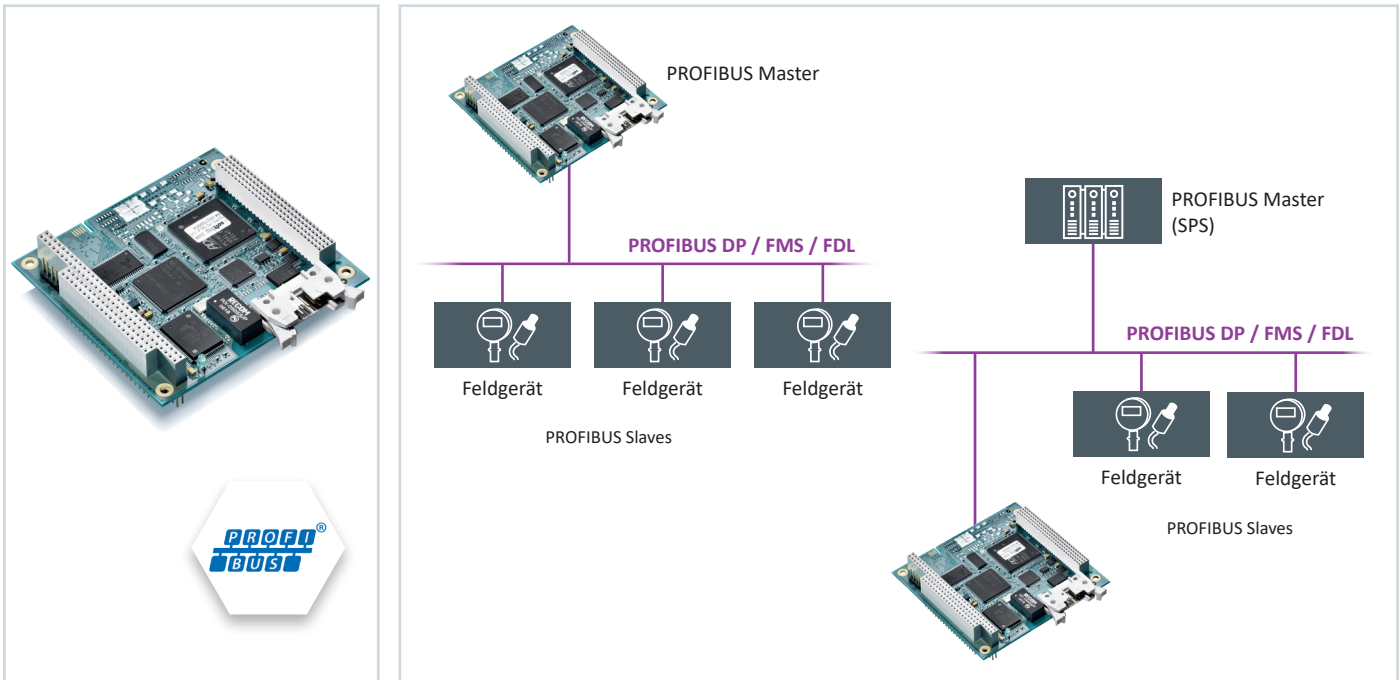 PROFI®
BUS
PROFIBUS Master
PROFIBUS DP / FMS / FDL
Feldgerät
Feldgerät
Feldgerät
PROFIBUS Slaves
PROFIBUS Master
(SPS)
PROFIBUS DP / FMS / FDL
Feldgerät
Feldgerät
PROFIBUS Slaves